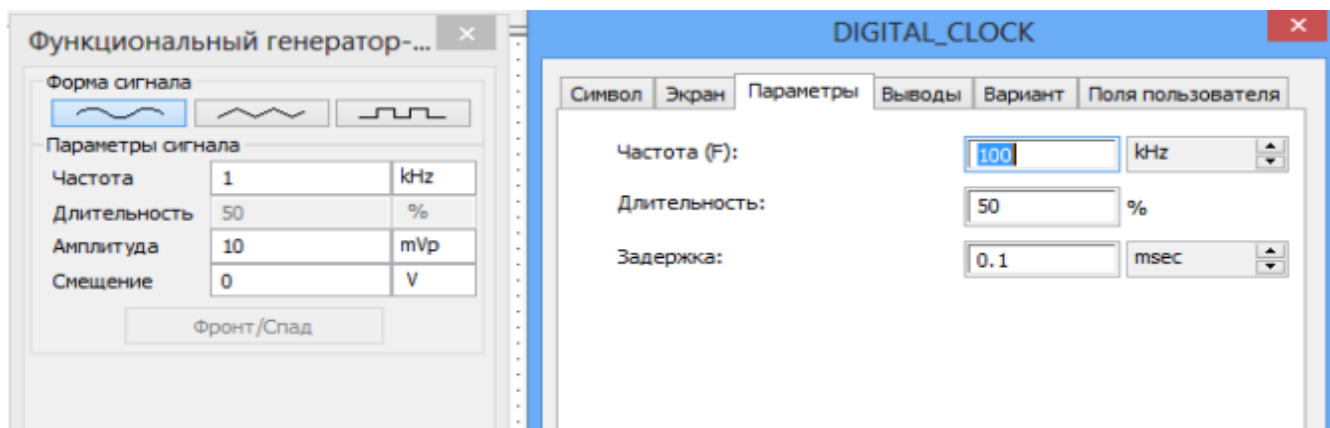 Функциональный генератор-...
Форма сигнала
Параметры сигнала
Частота 1 kHz
Длительность 50 %
Амплитуда 10 mVp
Смещение 0 V
Фронт/Спад
DIGITAL_CLOCK
Символ Экран Параметры Выводы Вариант Поля пользователя
Частота (F): 100 kHz
Длительность: 50 %
Задержка: 0.1 msec